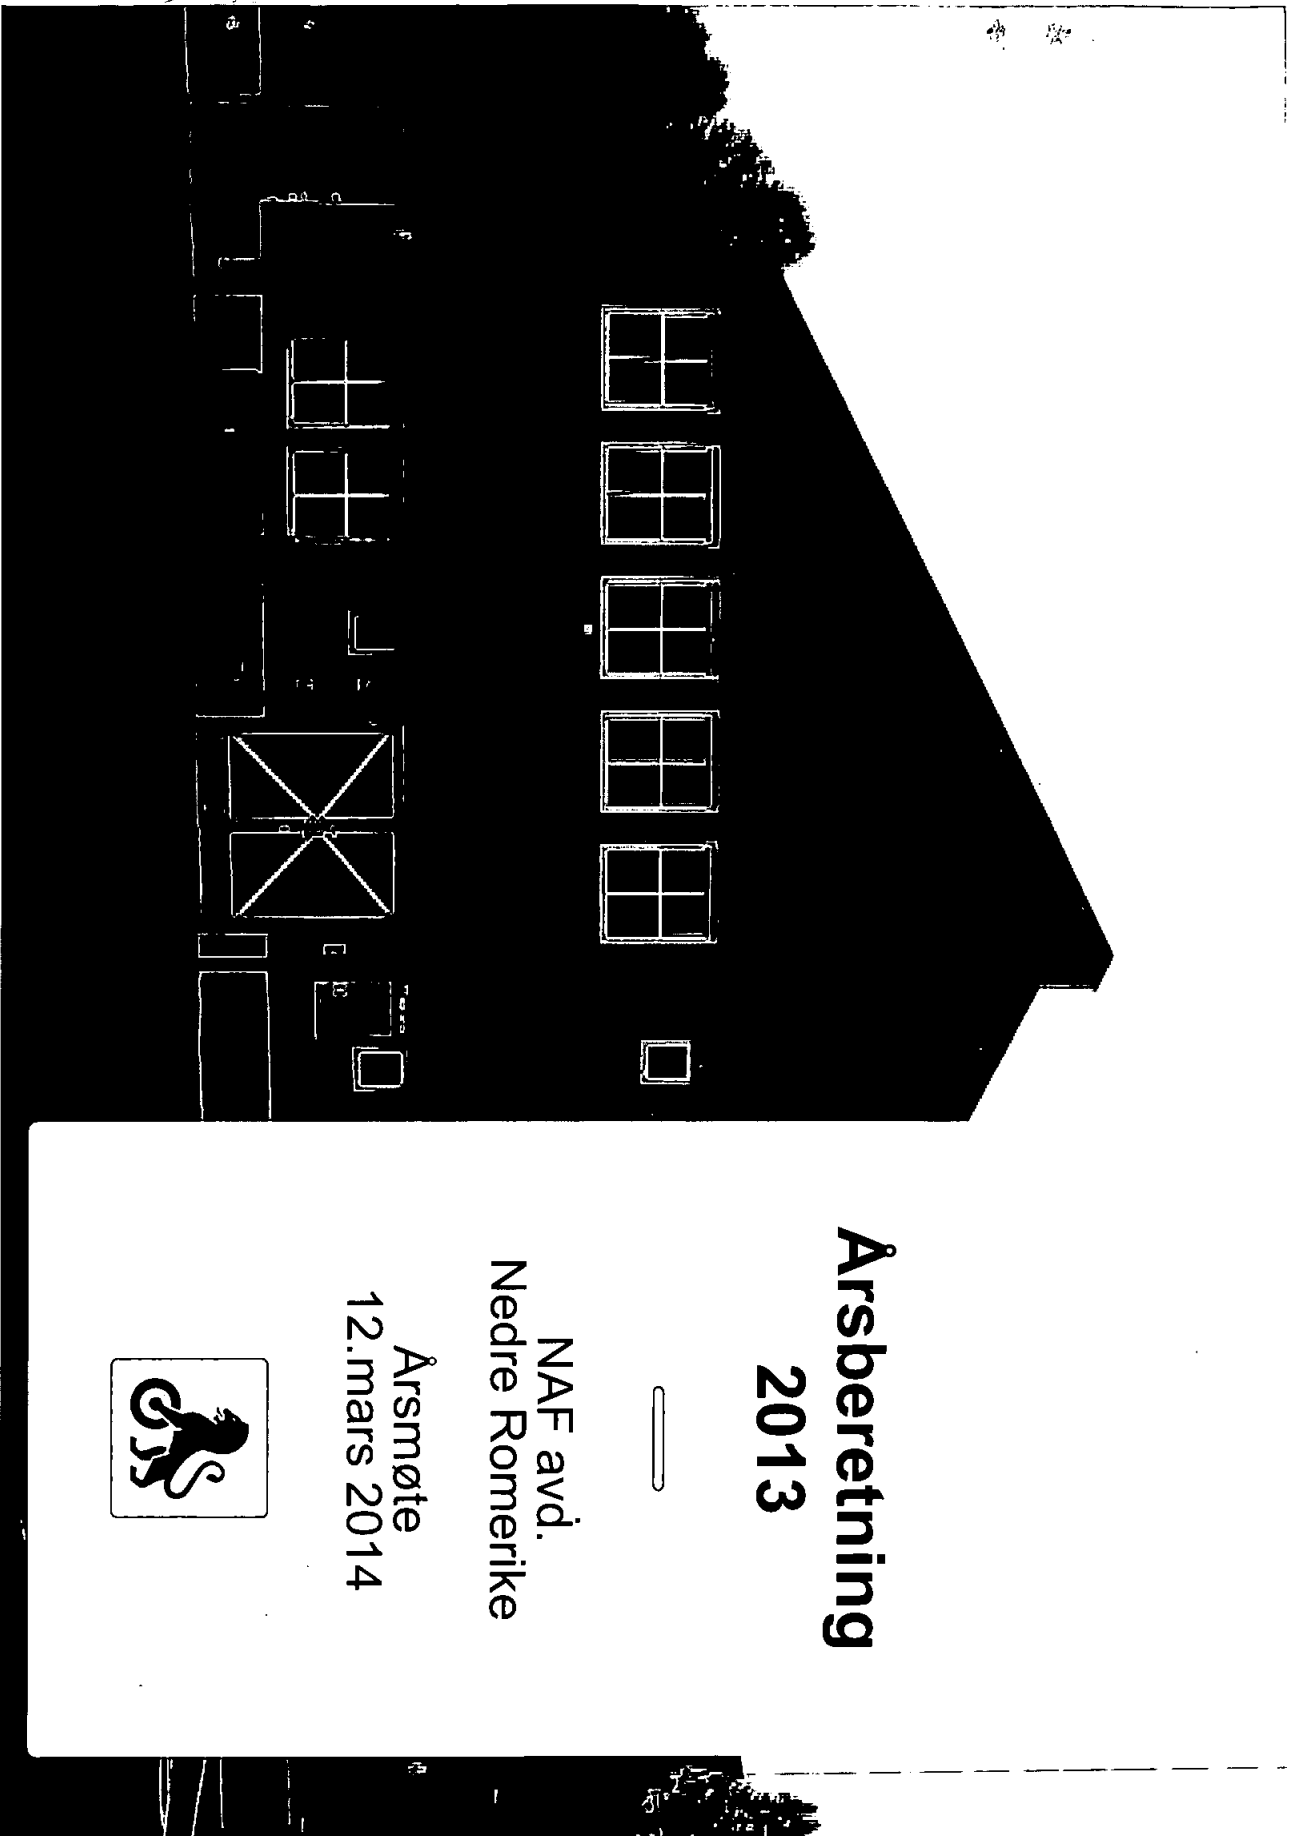 Årsberetning
2013
NAF avd.
Nedre Romerike
Årsmøte
12.mars 2014